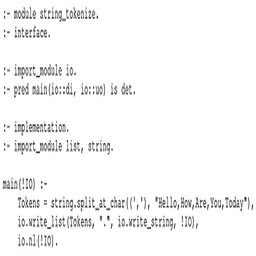 :- module string_tokenize.
:- interface.
:- import_module io.
:- pred main(io::di, io::uo) is det.
:- implementation.
:- import_module list, string.
main(!IO) :-
Tokens = string.split_at_char((','), "Hello,How,Are,You,Today"),
io.write_list(Tokens, ".", io.write_string, !IO),
io.nl(!IO).